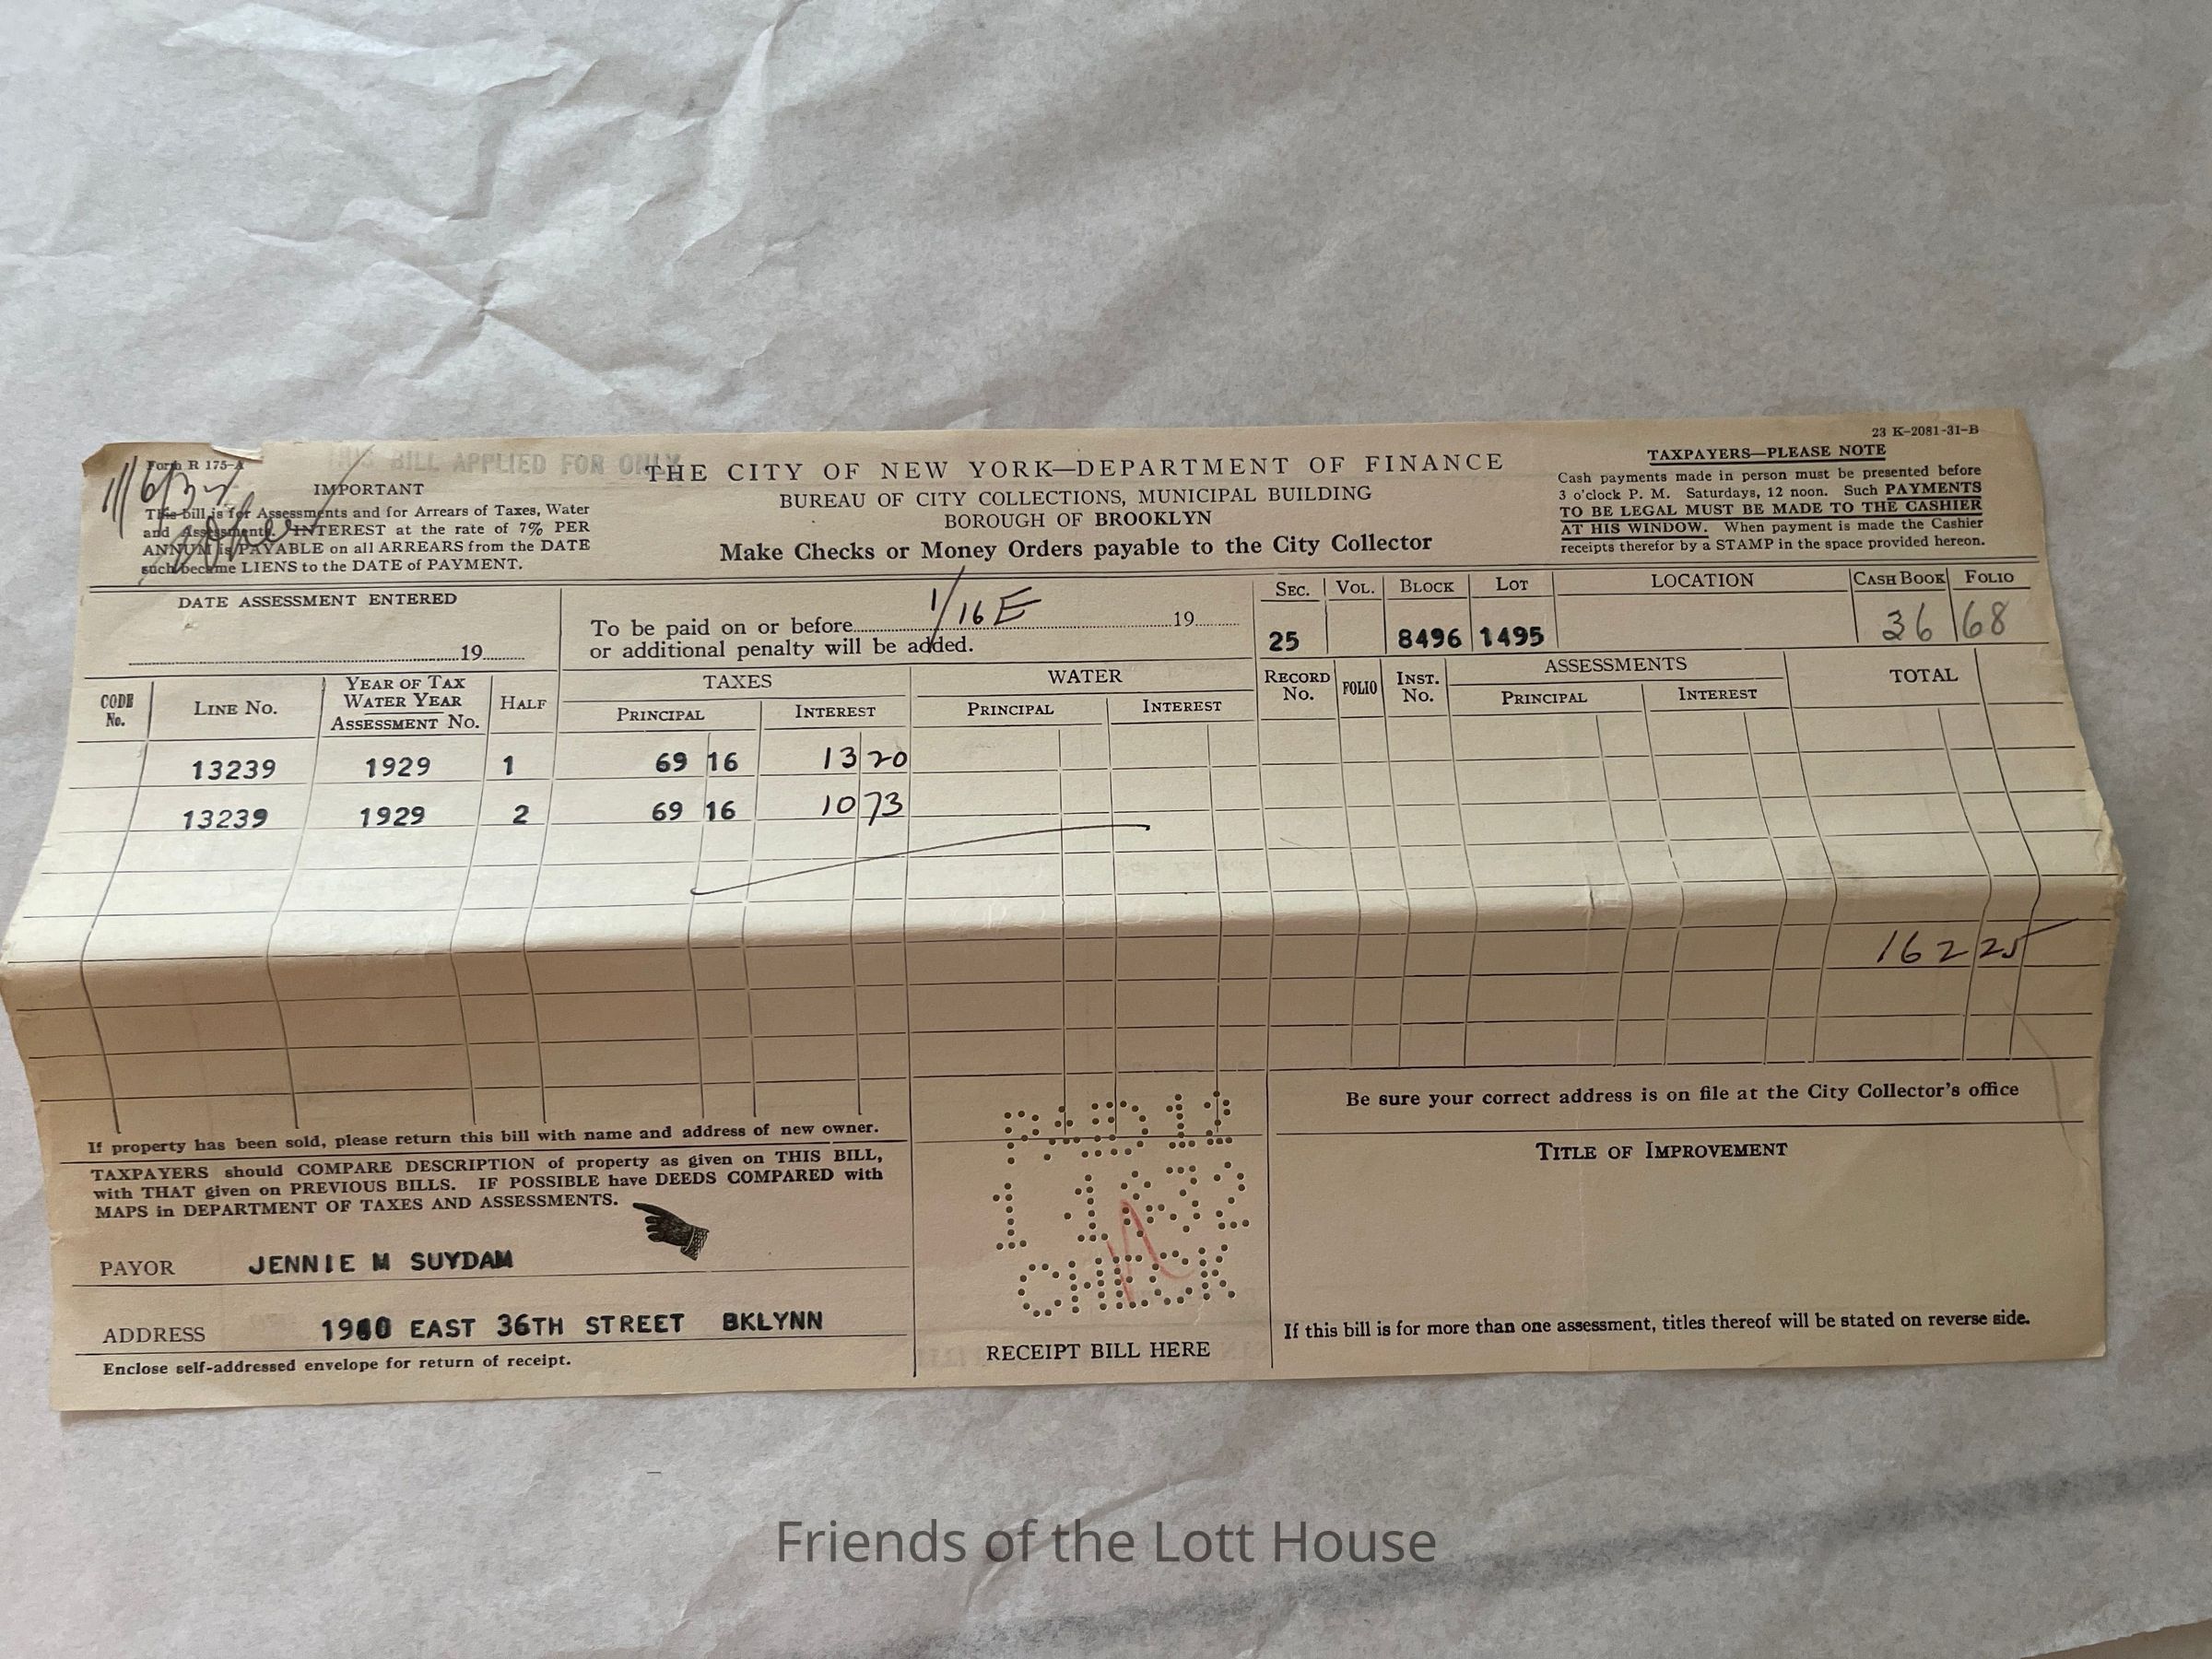 23 K-2081-31-B
Form R 175-A
THIS BILL APPLIED FOR ONLY
IMPORTANT
This bill is for Assessments and for Arrears of Taxes, Water
and Assessments. INTEREST at the rate of 7% PER
ANNUM is PAYABLE on all ARREARS from the DATE
such became LIENS to the DATE of PAYMENT.
THE CITY OF NEW YORK—DEPARTMENT OF FINANCE
BUREAU OF CITY COLLECTIONS, MUNICIPAL BUILDING
BOROUGH OF BROOKLYN
Make Checks or Money Orders payable to the City Collector
TAXPAYERS—PLEASE NOTE
Cash payments made in person must be presented before
3 o'clock P. M. Saturdays, 12 noon. Such PAYMENTS
TO BE LEGAL MUST BE MADE TO THE CASHIER
AT HIS WINDOW. When payment is made the Cashier
receipts therefor by a STAMP in the space provided hereon.
DATE ASSESSMENT ENTERED
19
To be paid on or before 1/16 E 19
or additional penalty will be added.
SEC. VOL. BLOCK LOT LOCATION CASH BOOK FOLIO
25 8496 1495 36 68
CODE No. LINE No. YEAR OF TAX WATER YEAR ASSESSMENT No. HALF TAXES WATER RECORD No. FOLIO INST. No. ASSESSMENTS TOTAL
PRINCIPAL INTEREST PRINCIPAL INTEREST PRINCIPAL INTEREST
13239 1929 1 69 16 13 20
13239 1929 2 69 16 10 73
162 25
If property has been sold, please return this bill with name and address of new owner.
TAXPAYERS should COMPARE DESCRIPTION of property as given on THIS BILL,
with THAT given on PREVIOUS BILLS. IF POSSIBLE have DEEDS COMPARED with
MAPS in DEPARTMENT OF TAXES AND ASSESSMENTS.
PAYOR JENNIE M SUYDAM
ADDRESS 1940 EAST 36TH STREET BKLYNN
Enclose self-addressed envelope for return of receipt.
CHECK
RECEIPT BILL HERE
Be sure your correct address is on file at the City Collector's office
TITLE OF IMPROVEMENT
If this bill is for more than one assessment, titles thereof will be stated on reverse side.
Friends of the Lott House